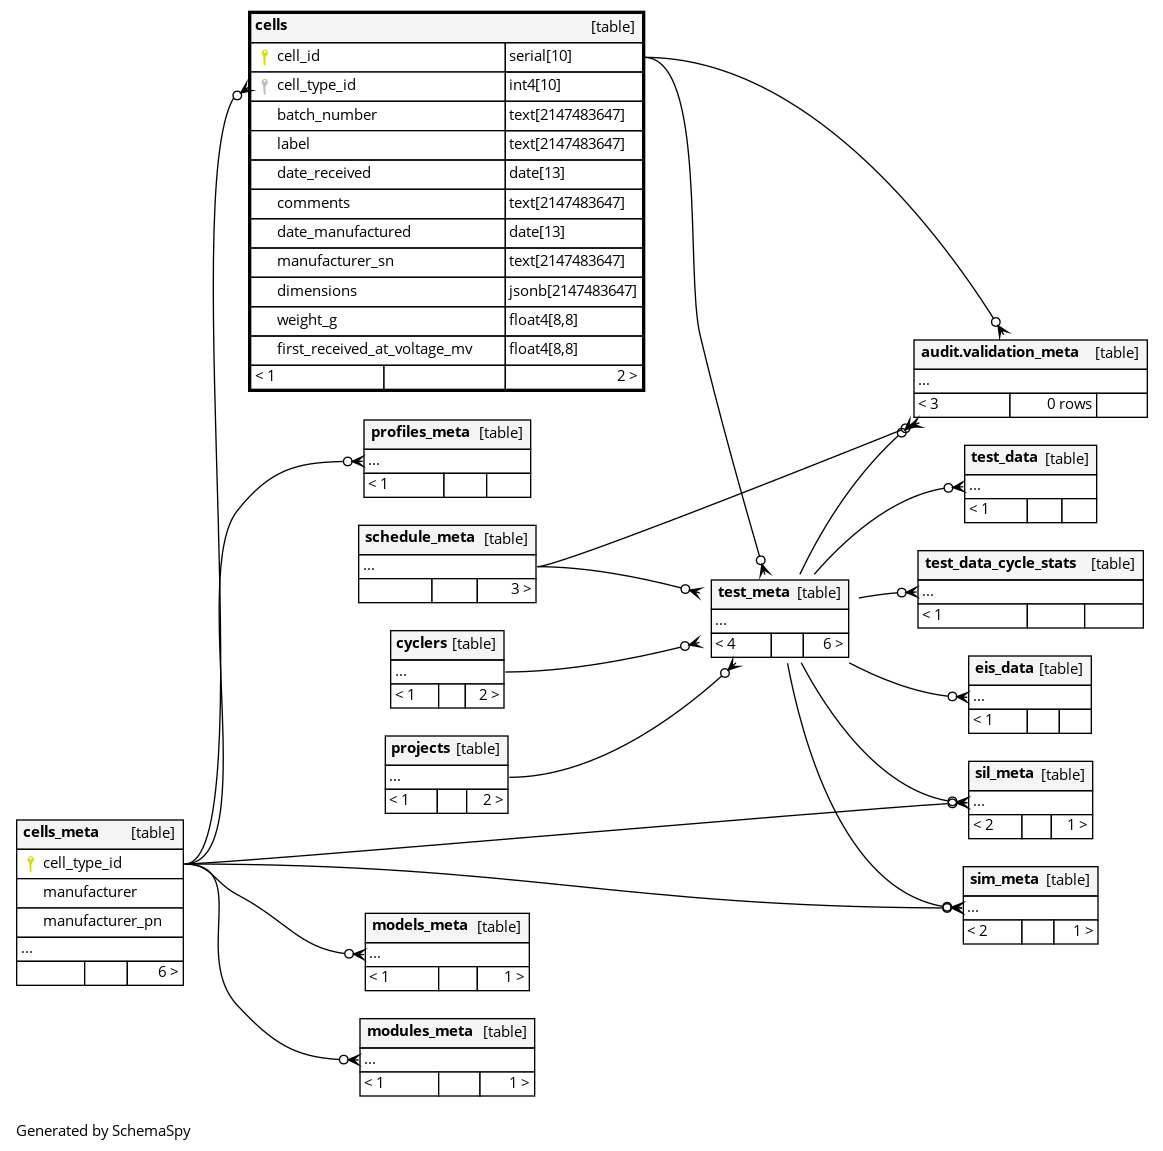 cells [table]
cell_id serial[10]
cell_type_id int4[10]
batch_number text[2147483647]
label text[2147483647]
date_received date[13]
comments text[2147483647]
date_manufactured date[13]
manufacturer_sn text[2147483647]
dimensions jsonb[2147483647]
weight_g float4[8,8]
first_received_at_voltage_mv float4[8,8]
< 1 2 >
audit.validation_meta [table]
...
< 3 0 rows
profiles_meta [table]
...
< 1
test_data [table]
...
< 1
schedule_meta [table]
...
3 >
test_data_cycle_stats [table]
...
< 1
test_meta [table]
...
< 4 6 >
cyclers [table]
...
< 1 2 >
eis_data [table]
...
< 1
projects [table]
...
< 1 2 >
sil_meta [table]
...
< 2 1 >
cells_meta [table]
cell_type_id
manufacturer
manufacturer_pn
...
6 >
sim_meta [table]
...
< 2 1 >
models_meta [table]
...
< 1 1 >
modules_meta [table]
...
< 1 1 >
Generated by SchemaSpy